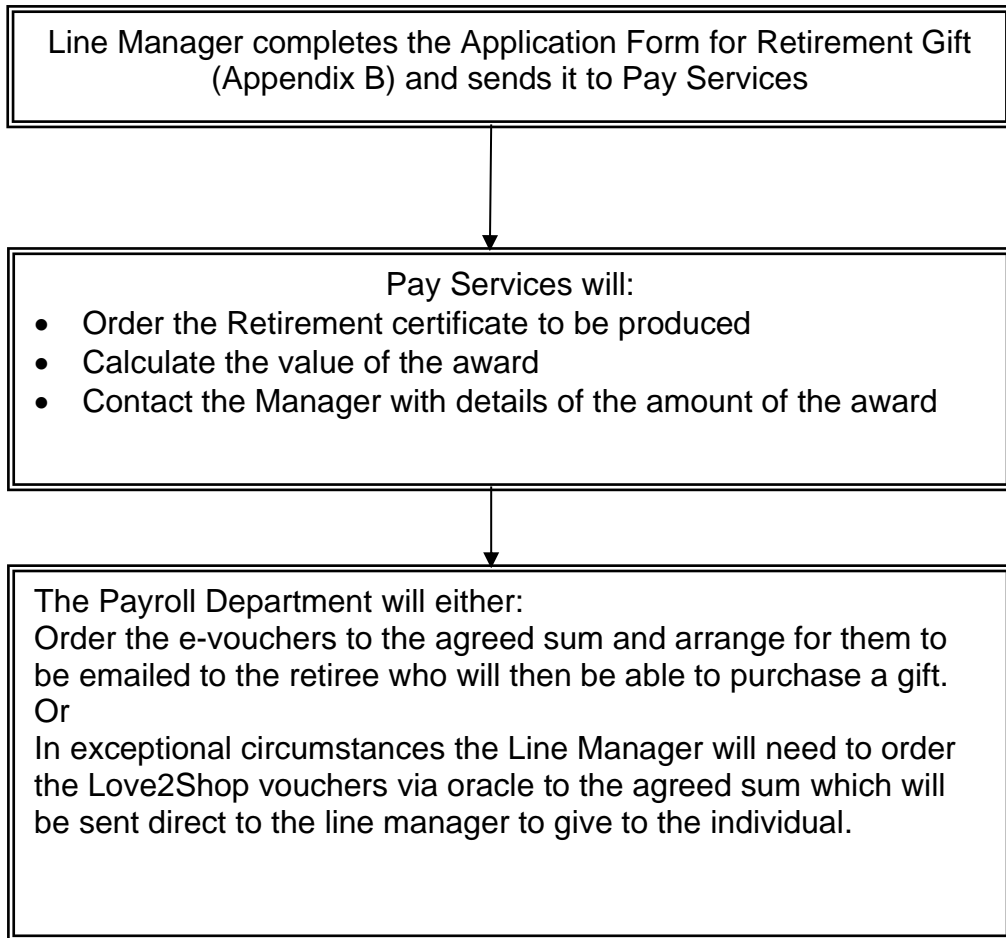 Line Manager completes the Application Form for Retirement Gift
(Appendix B) and sends it to Pay Services
Pay Services will:
• Order the Retirement certificate to be produced
• Calculate the value of the award
• Contact the Manager with details of the amount of the award
The Payroll Department will either:
Order the e-vouchers to the agreed sum and arrange for them to
be emailed to the retiree who will then be able to purchase a gift.
Or
In exceptional circumstances the Line Manager will need to order
the Love2Shop vouchers via oracle to the agreed sum which will
be sent direct to the line manager to give to the individual.